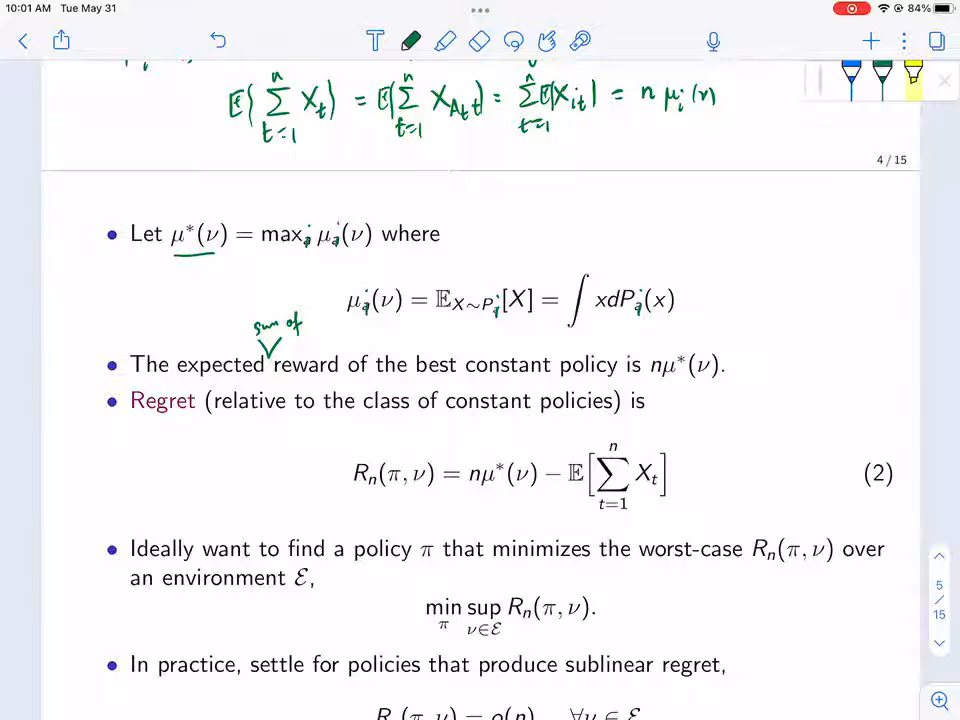 10:01 AM Tue May 31
84%
𝔼( ∑_{t=1}^{n} X_t ) = 𝔼( ∑_{t=1}^{n} X_{A_t t} ) = ∑_{t=1}^{n} 𝔼[X_{it}] = n μ_i(ν)
4 / 15
• Let μ*(ν) = max_i μ_i(ν) where
μ_i(ν) = 𝔼_{X∼P_i}[X] = ∫ x dP_i(x)
sum of
• The expected reward of the best constant policy is nμ*(ν).
• Regret (relative to the class of constant policies) is
R_n(π, ν) = nμ*(ν) − 𝔼[ ∑_{t=1}^{n} X_t ] (2)
• Ideally want to find a policy π that minimizes the worst-case R_n(π, ν) over
an environment ℰ,
min_π sup_{ν∈ℰ} R_n(π, ν).
5
/
15
• In practice, settle for policies that produce sublinear regret,
R_n(π, ν) = o(n) ∀ν ∈ ℰ